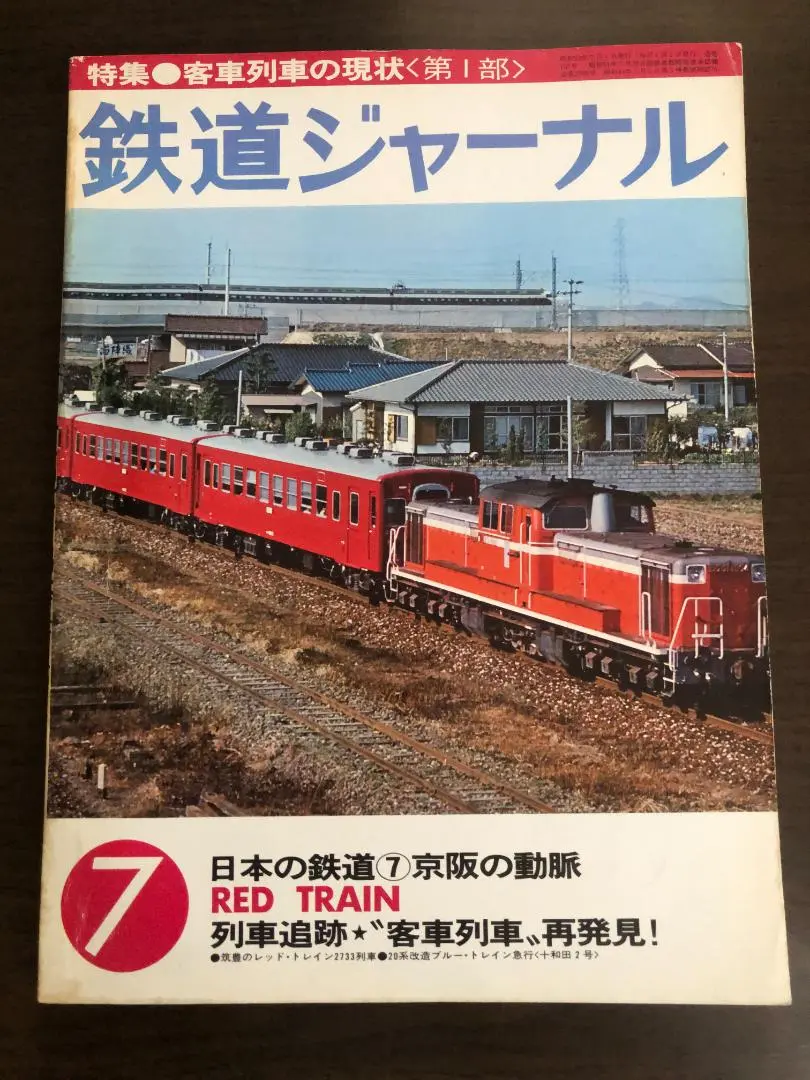 特集●客車列車の現状〈第Ⅰ部〉
鉄道ジャーナル
7
日本の鉄道⑦京阪の動脈
RED TRAIN
列車追跡★〝客車列車〟再発見!
●筑豊のレッド・トレイン2733列車●20系改造ブルー・トレイン急行〈十和田2号〉